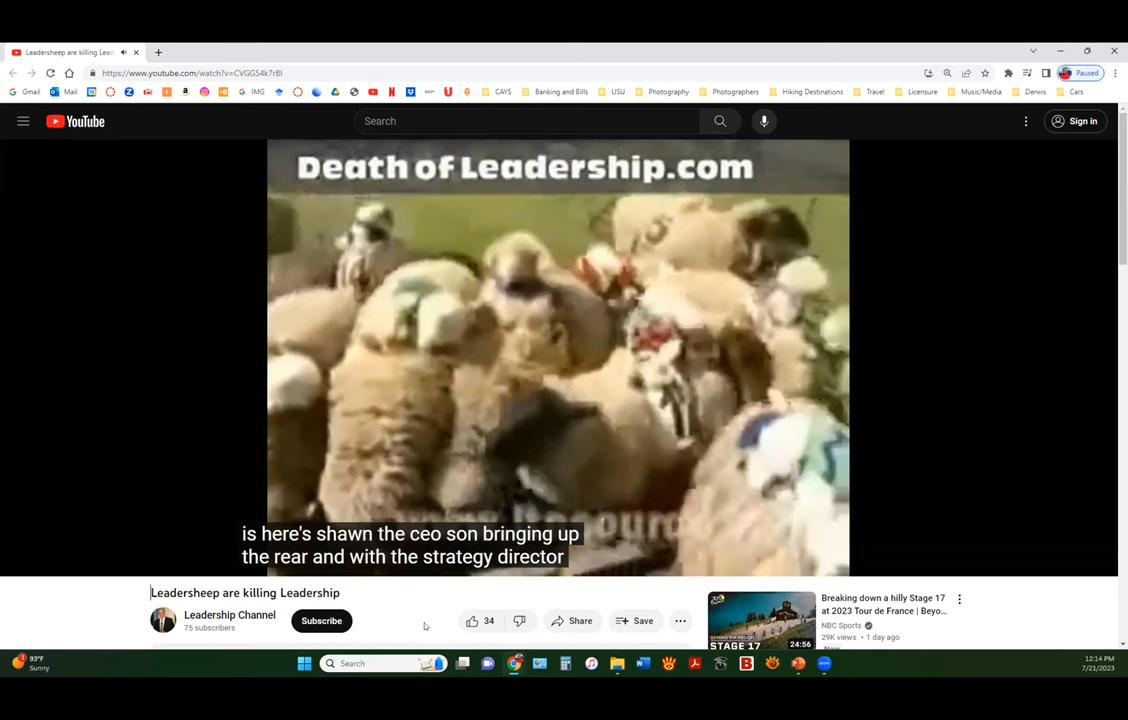 Leadersheep are killing Lead
https://www.youtube.com/watch?v=CVGG54k7rBI
Paused
Gmail
Mail
IMG
CAYS
Banking and Bills
USU
Photography
Photographers
Hiking Destinations
Travel
Licensure
Music/Media
Derwis
Cars
YouTube
Search
Sign in
Death of Leadership.com
is here's shawn the ceo son bringing up
the rear and with the strategy director
Leadersheep are killing Leadership
Leadership Channel
75 subscribers
Subscribe
34
Share
Save
Breaking down a hilly Stage 17
at 2023 Tour de France | Beyo...
NBC Sports
29K views • 1 day ago
STAGE 17
24:56
93°F
Sunny
Search
12:14 PM
7/21/2023